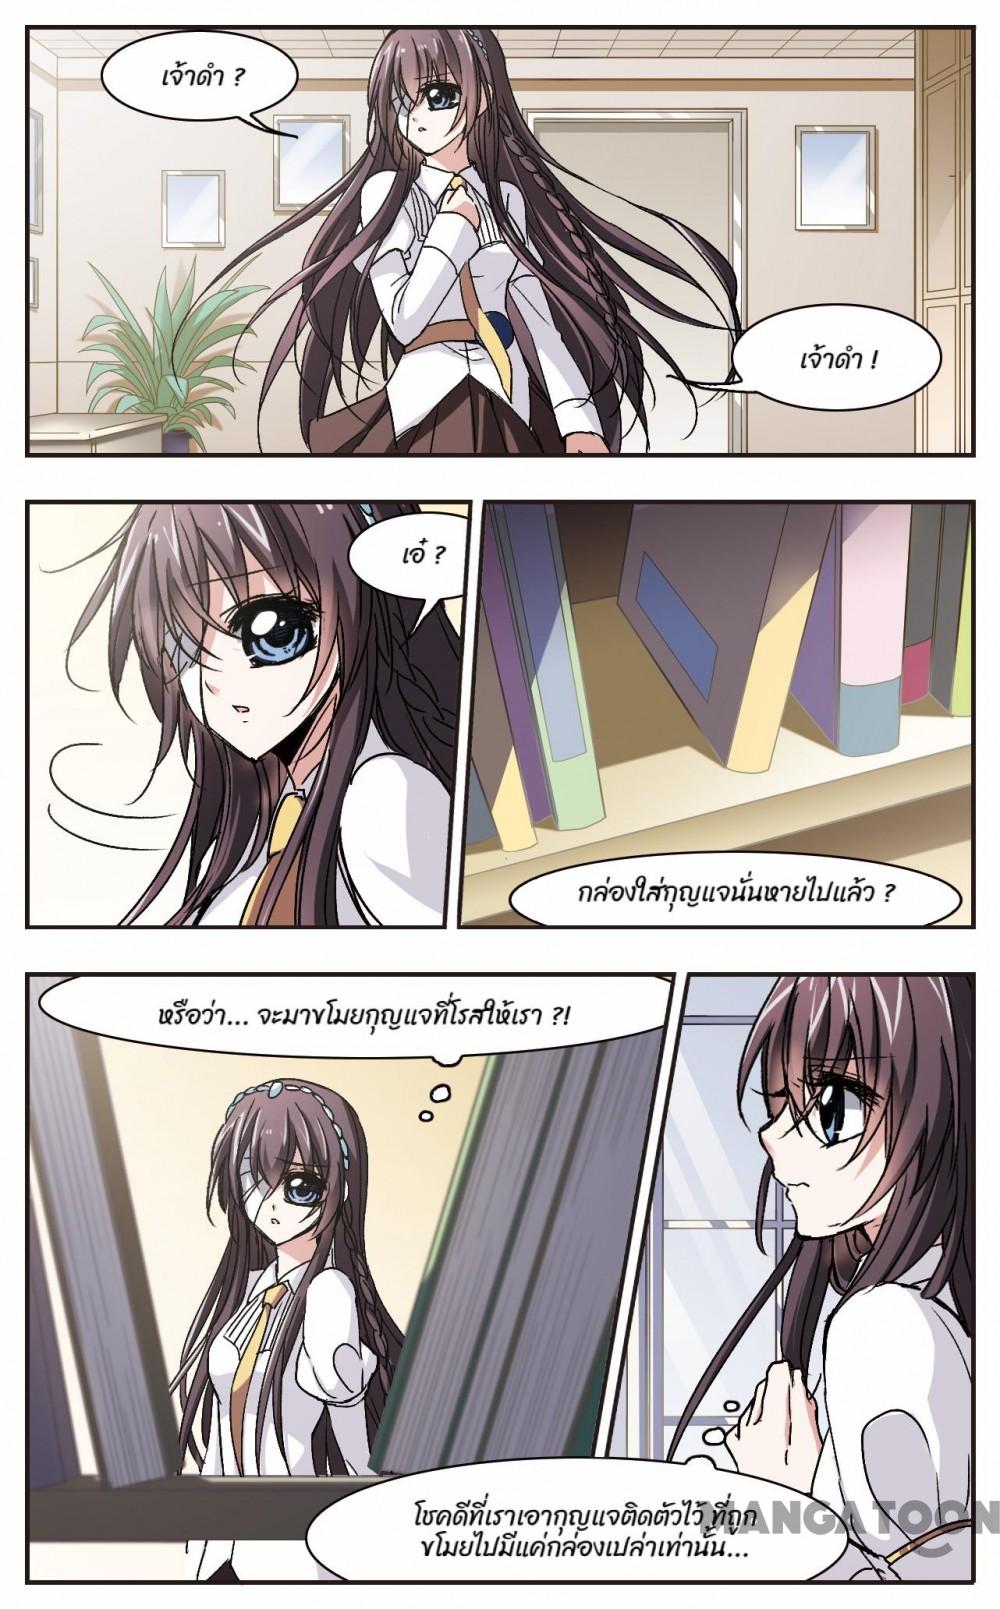 เจ้าดำ ?
เจ้าดำ !
เอ๋ ?
กล่องใส่กุญแจนั่นหายไปแล้ว ?
หรือว่า... จะมาขโมยกุญแจที่โรสให้เรา ?!
โชคดีที่เราเอากุญแจติดตัวไว้ ที่ถูก
ขโมยไปมีแค่กล่องเปล่าเท่านั้น...
MANGATOON